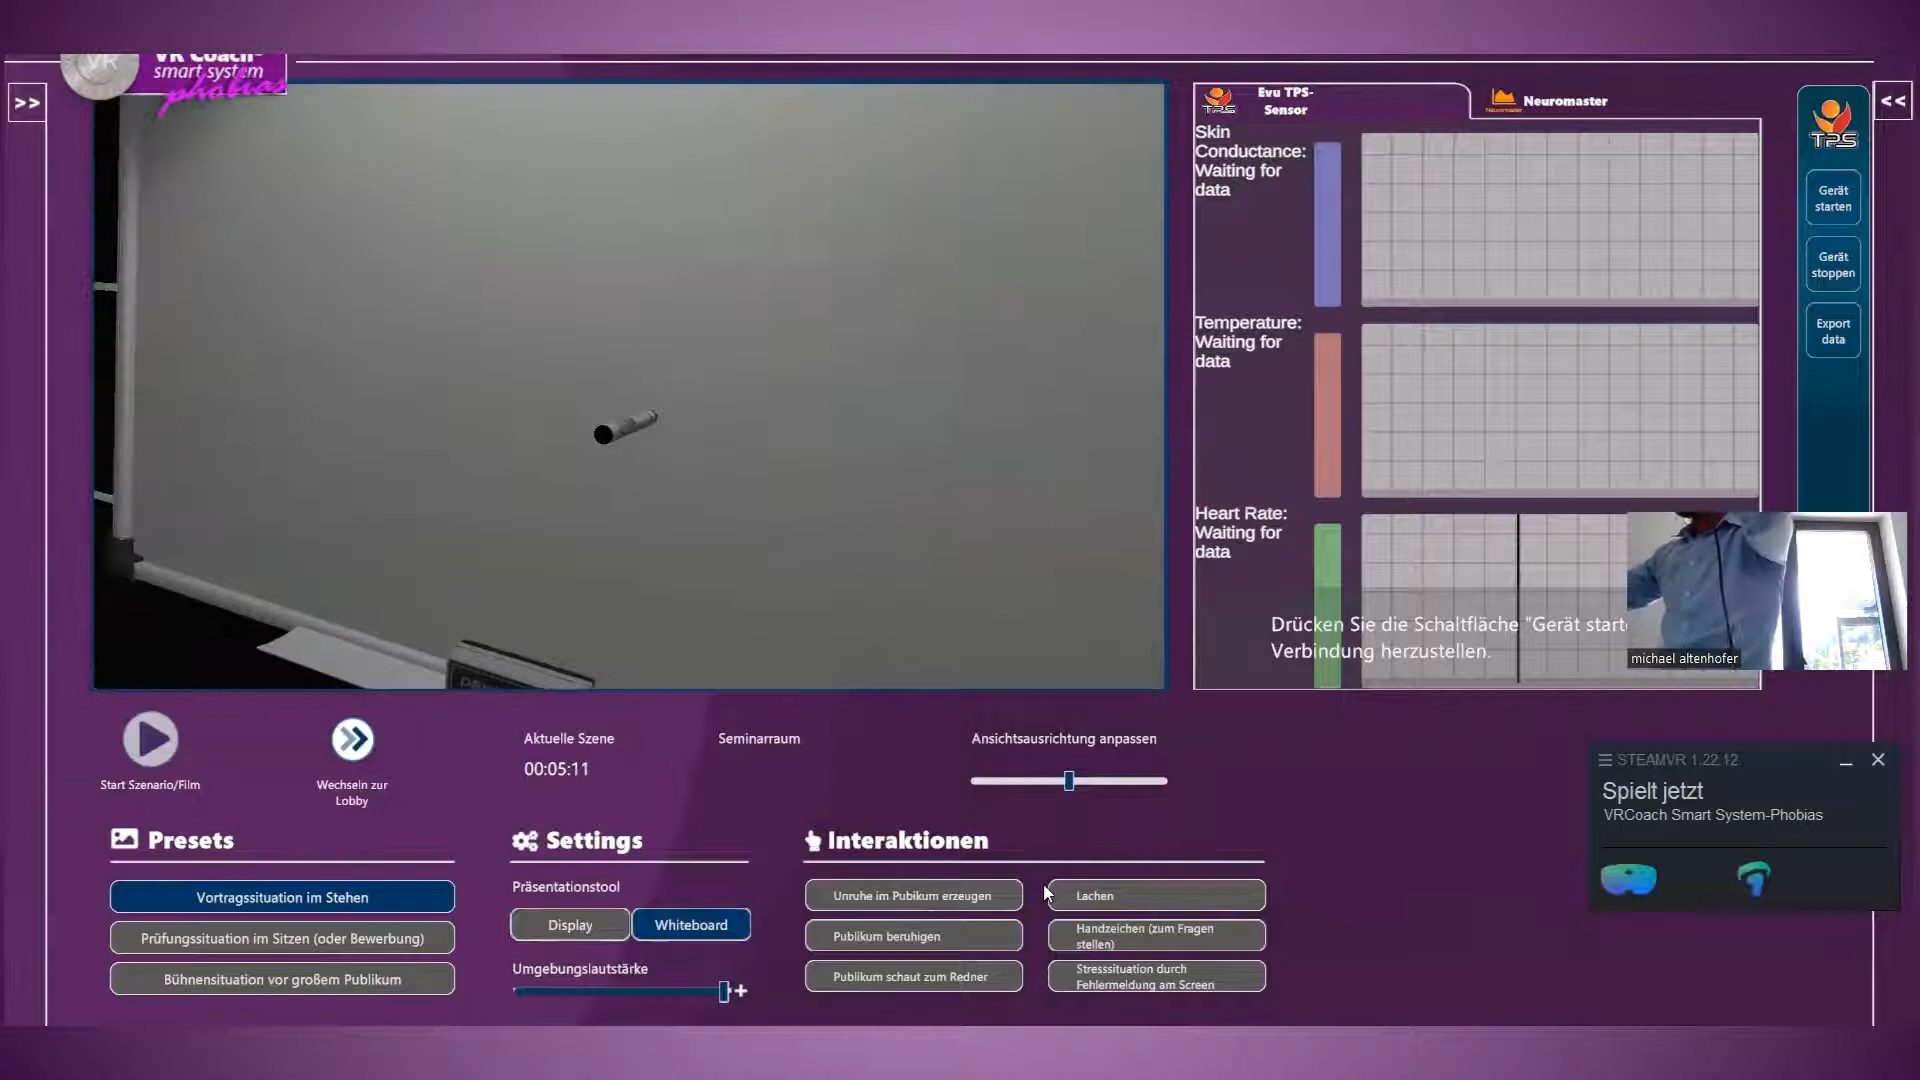 VR Coach-
smart system
phobias
VR
>>
<<
Evu TPS-
Sensor
Neuromaster
TPS
Skin
Conductance:
Waiting for
data
Temperature:
Waiting for
data
Heart Rate:
Waiting for
data
Drücken Sie die Schaltfläche "Gerät start
Verbindung herzustellen.
michael altenhofer
TPS
Gerät
starten
Gerät
stoppen
Export
data
Start Szenario/Film
Wechseln zur
Lobby
Aktuelle Szene
Seminarraum
00:05:11
Ansichtsausrichtung anpassen
STEAMVR 1.22.12
Spielt jetzt
VRCoach Smart System-Phobias
Presets
Vortragssituation im Stehen
Prüfungssituation im Sitzen (oder Bewerbung)
Bühnensituation vor großem Publikum
Settings
Präsentationstool
Display
Whiteboard
Umgebungslautstärke
+
Interaktionen
Unruhe im Pubikum erzeugen
Publikum beruhigen
Publikum schaut zum Redner
Lachen
Handzeichen (zum Fragen
stellen)
Stresssituation durch
Fehlermeldung am Screen